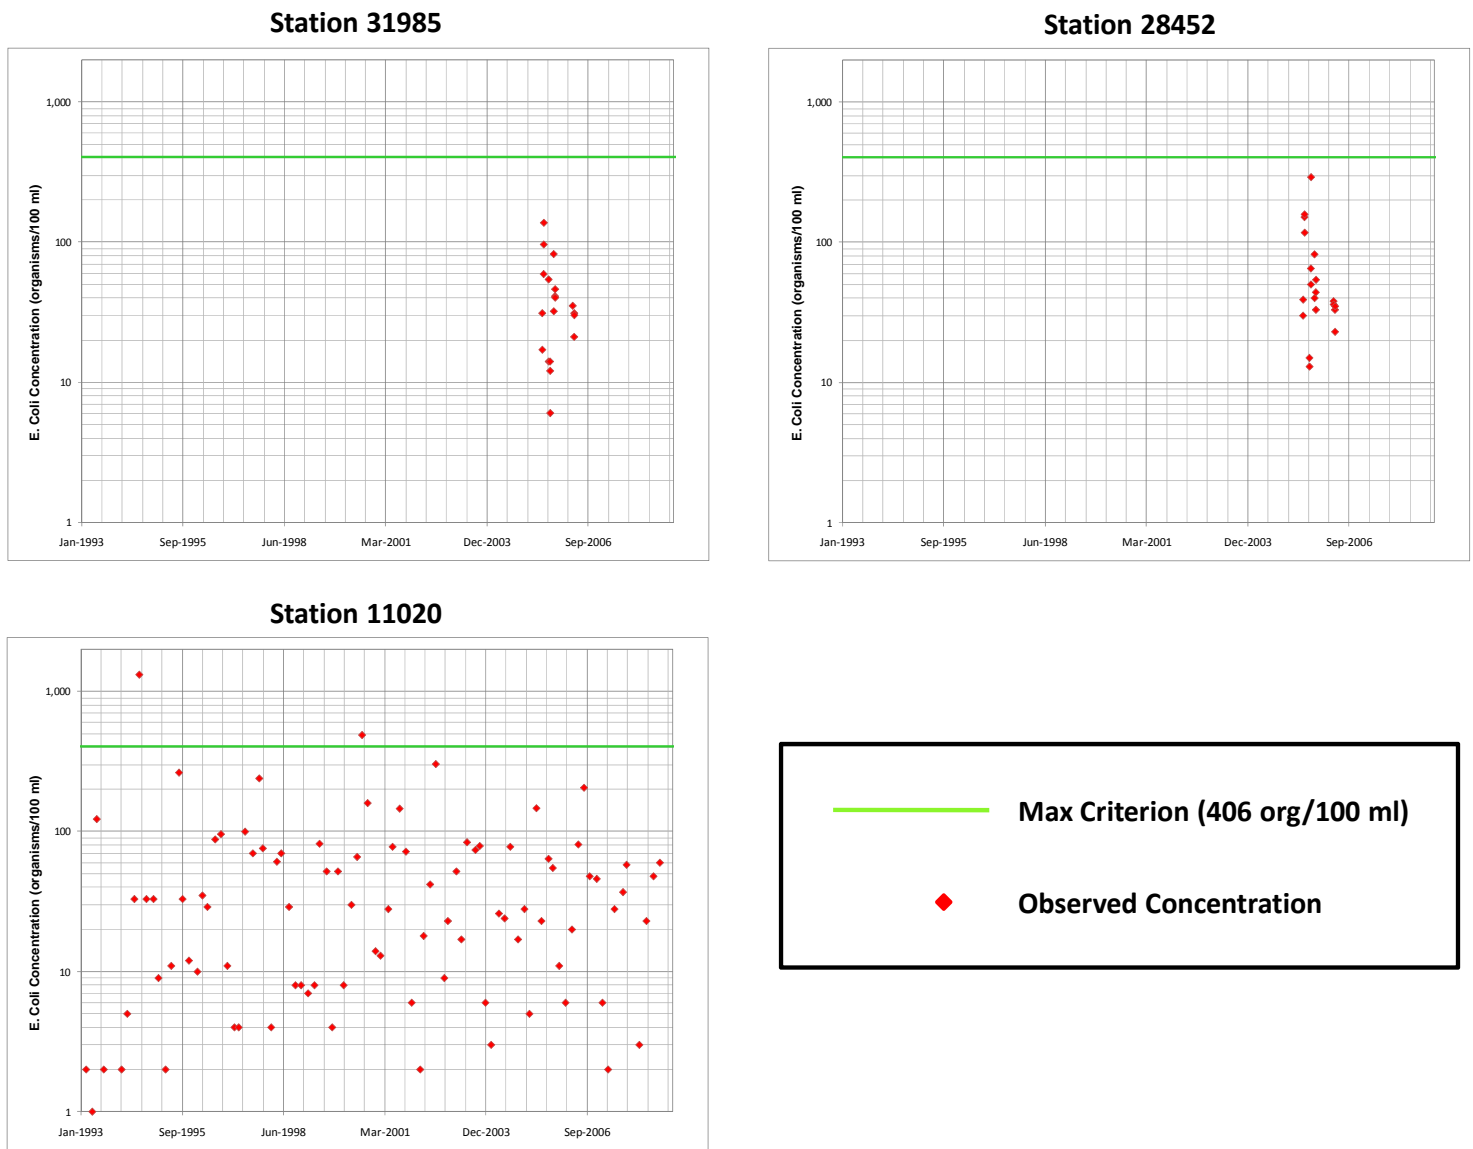 Station 31985
1,000
100
10
1
E. Coli Concentration (organisms/100 ml)
Jan-1993 Sep-1995 Jun-1998 Mar-2001 Dec-2003 Sep-2006
Station 28452
1,000
100
10
1
E. Coli Concentration (organisms/100 ml)
Jan-1993 Sep-1995 Jun-1998 Mar-2001 Dec-2003 Sep-2006
Station 11020
1,000
100
10
1
E. Coli Concentration (organisms/100 ml)
Jan-1993 Sep-1995 Jun-1998 Mar-2001 Dec-2003 Sep-2006
Max Criterion (406 org/100 ml)
Observed Concentration